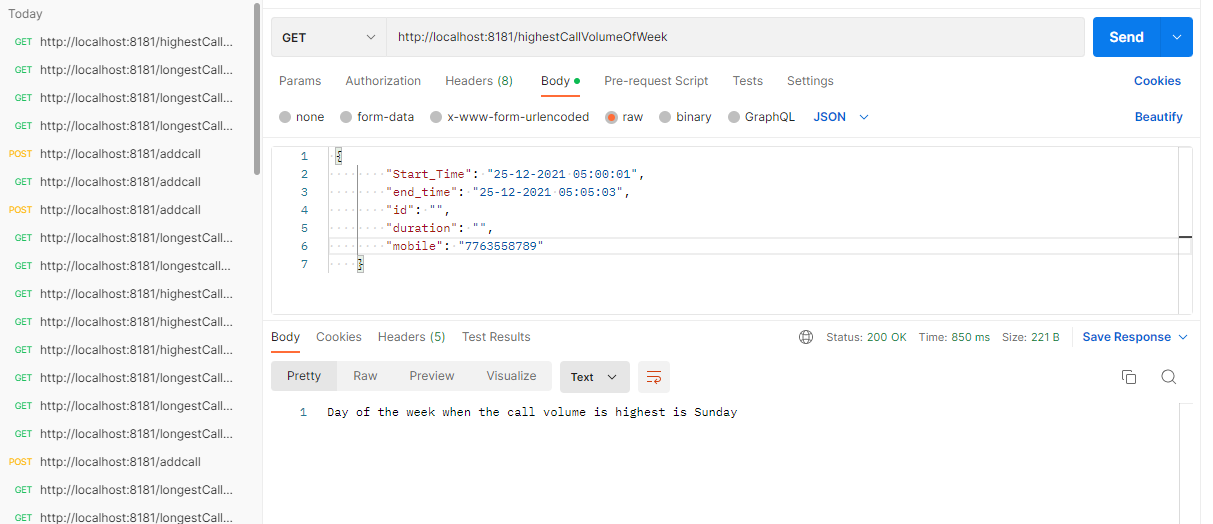 Today
GET http://localhost:8181/highestCall...
GET http://localhost:8181/longestCall...
GET http://localhost:8181/longestCall...
GET http://localhost:8181/longestCall...
POST http://localhost:8181/addcall
GET http://localhost:8181/addcall
POST http://localhost:8181/addcall
GET http://localhost:8181/longestCall...
GET http://localhost:8181/longestcall...
GET http://localhost:8181/highestCall...
GET http://localhost:8181/highestCall...
GET http://localhost:8181/highestCall...
GET http://localhost:8181/longestCall...
GET http://localhost:8181/longestCall...
GET http://localhost:8181/longestCall...
POST http://localhost:8181/addcall
GET http://localhost:8181/longestCall...
GET http://localhost:8181/longestCall...
GET http://localhost:8181/highestCallVolumeOfWeek Send
Params Authorization Headers (8) Body Pre-request Script Tests Settings Cookies
none form-data x-www-form-urlencoded raw binary GraphQL JSON Beautify
1 {
2 "Start_Time": "25-12-2021 05:00:01",
3 "end_time": "25-12-2021 05:05:03",
4 "id": "",
5 "duration": "",
6 "mobile": "7763558789"
7 }
Body Cookies Headers (5) Test Results Status: 200 OK Time: 850 ms Size: 221 B Save Response
Pretty Raw Preview Visualize Text
1 Day of the week when the call volume is highest is Sunday